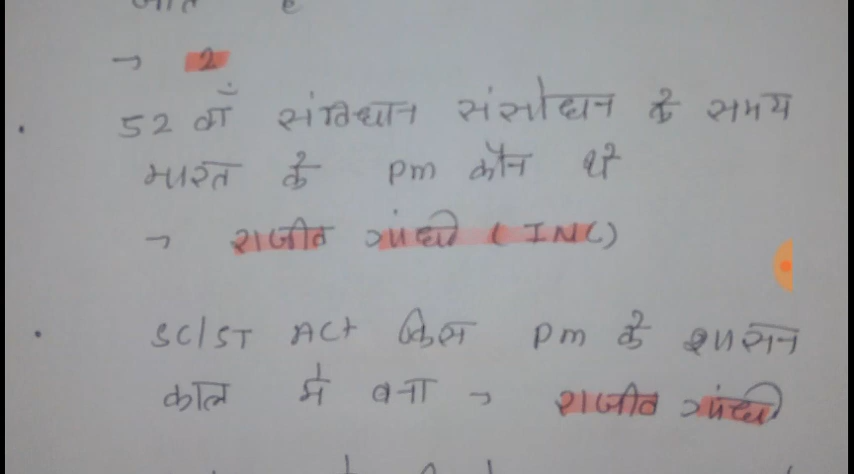 → 2
52 वाँ संविधान संसोधन के समय
भारत के pm कौन थे
→ राजीव गांधी (INC)
SC/ST Act किस pm के शासन
काल में बना → राजीव गांधी